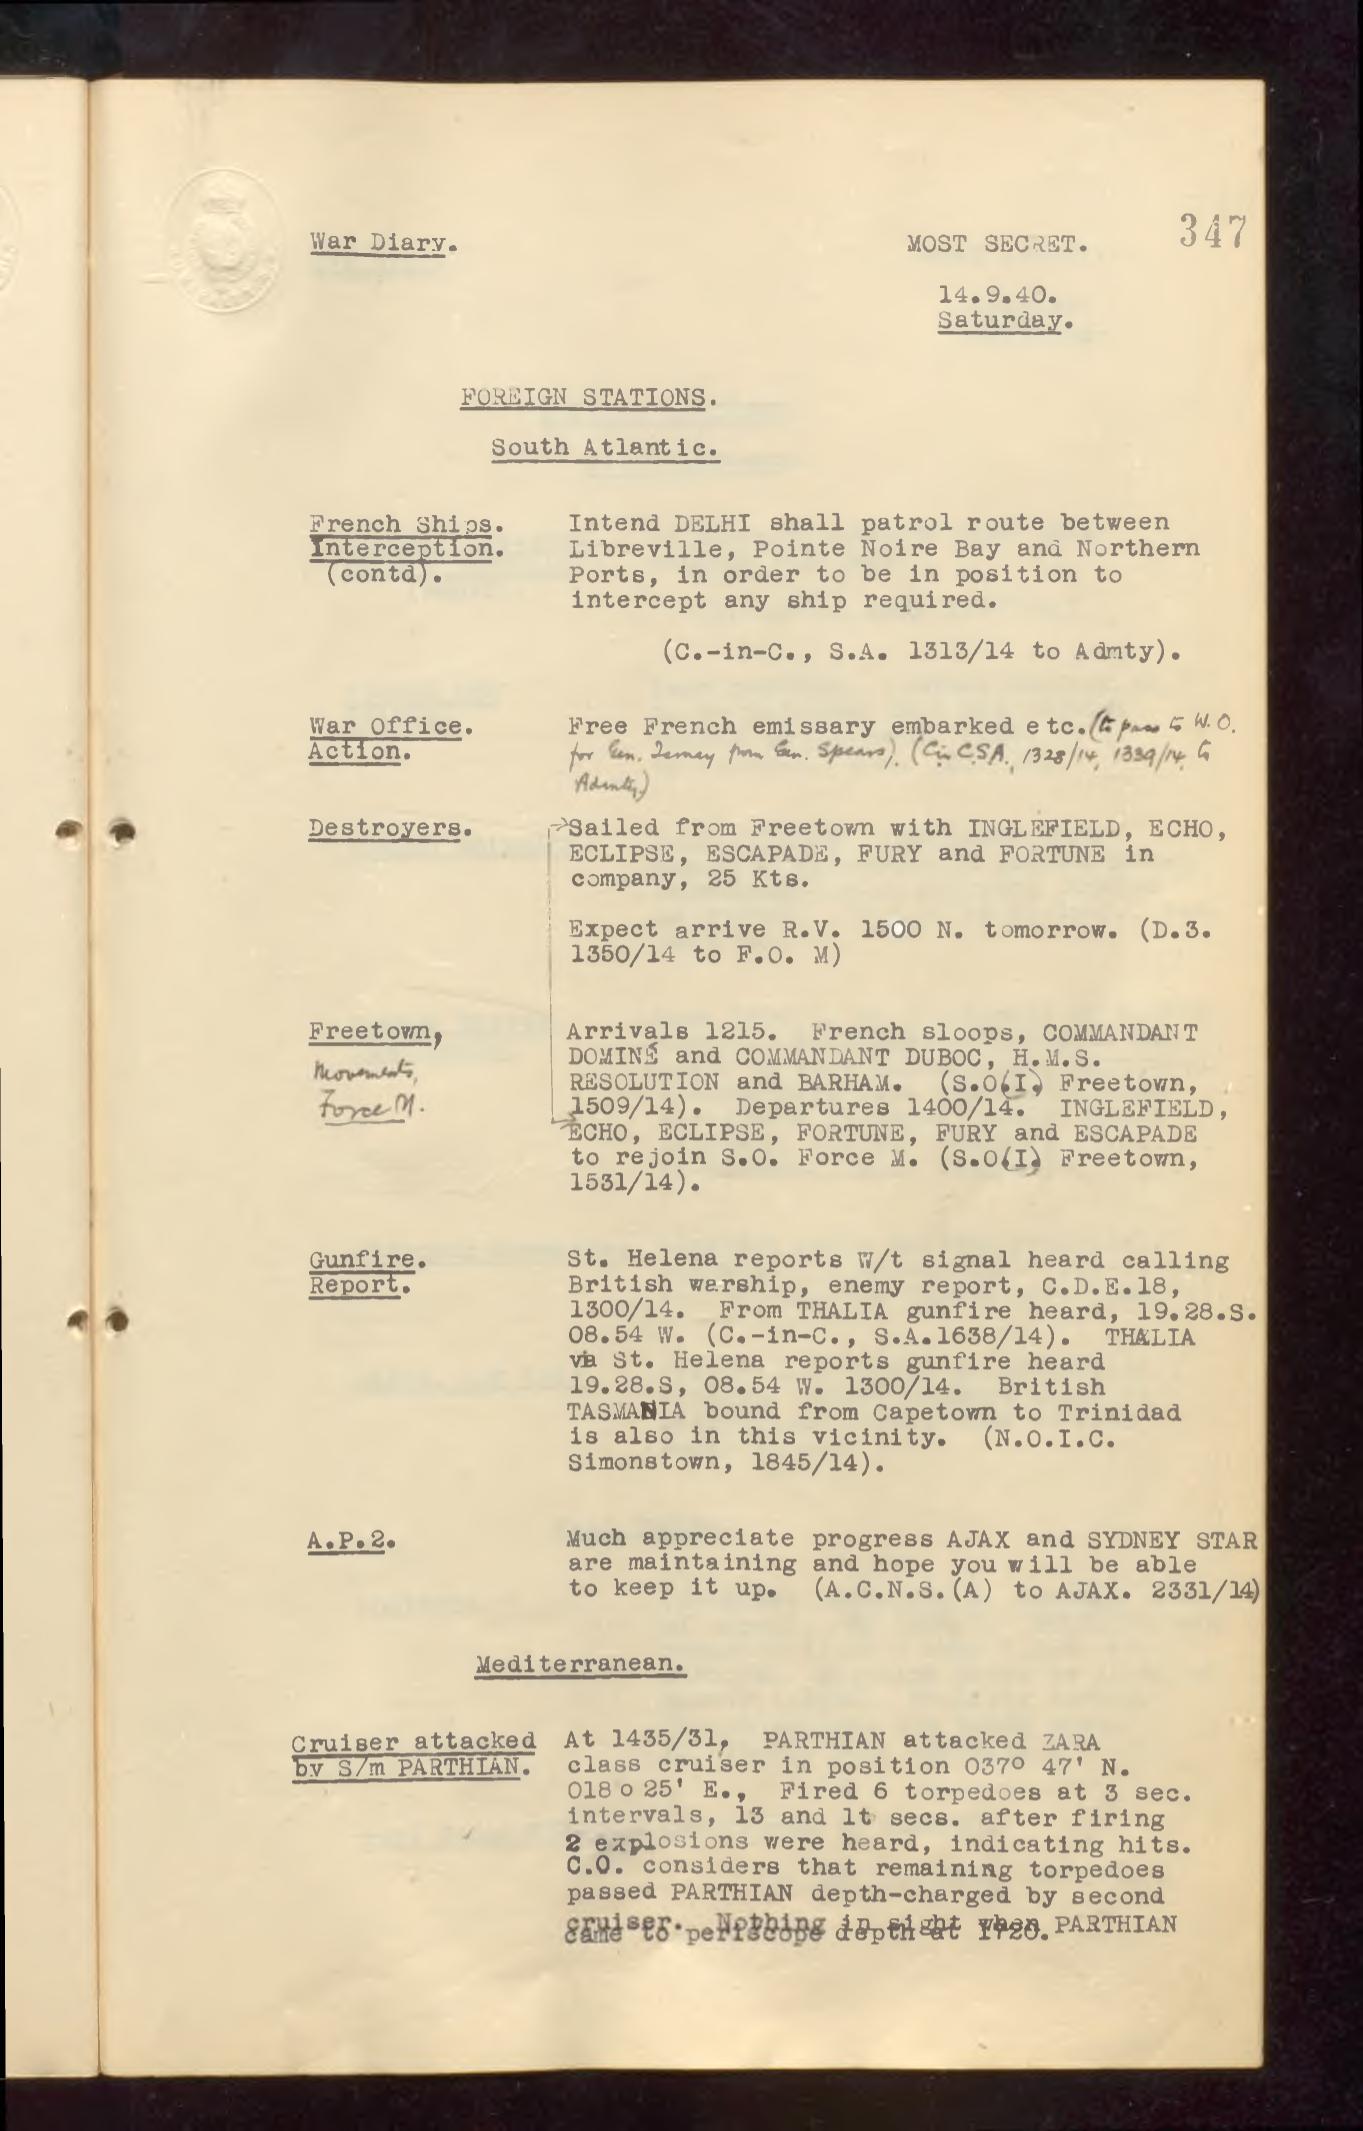 347
War Diary. MOST SECRET.
14.9.40.
Saturday.
FOREIGN STATIONS.
South Atlantic.
French Ships. Intend DELHI shall patrol route between
Interception. Libreville, Pointe Noire Bay and Northern
(contd). Ports, in order to be in position to
intercept any ship required.
(C.-in-C., S.A. 1313/14 to Admty).
War Office. Free French emissary embarked etc. (to pass to W.O.
Action. for Gen. from Gen. Spears). (C in C.S.A. 1328/14, 1339/14 to
Admty.)
Destroyers. Sailed from Freetown with INGLEFIELD, ECHO,
ECLIPSE, ESCAPADE, FURY and FORTUNE in
company, 25 Kts.
Expect arrive R.V. 1500 N. tomorrow. (D.3.
1350/14 to F.O. M)
Freetown, Arrivals 1215. French sloops, COMMANDANT
Movements, DOMINÉ and COMMANDANT DUBOC, H.M.S.
Force M. RESOLUTION and BARHAM. (S.O(I) Freetown,
1509/14). Departures 1400/14. INGLEFIELD,
ECHO, ECLIPSE, FORTUNE, FURY and ESCAPADE
to rejoin S.O. Force M. (S.O(I) Freetown,
1531/14).
Gunfire. St. Helena reports W/t signal heard calling
Report. British warship, enemy report, C.D.E.18,
1300/14. From THALIA gunfire heard, 19.28.S.
08.54 W. (C.-in-C., S.A.1638/14). THALIA
via St. Helena reports gunfire heard
19.28.S, 08.54 W. 1300/14. British
TASMANIA bound from Capetown to Trinidad
is also in this vicinity. (N.O.I.C.
Simonstown, 1845/14).
A.P.2. Much appreciate progress AJAX and SYDNEY STAR
are maintaining and hope you will be able
to keep it up. (A.C.N.S.(A) to AJAX. 2331/14)
Mediterranean.
Cruiser attacked At 1435/31, PARTHIAN attacked ZARA
by S/m PARTHIAN. class cruiser in position 037o 47' N.
018 o 25' E., Fired 6 torpedoes at 3 sec.
intervals, 13 and 1t secs. after firing
2 explosions were heard, indicating hits.
C.O. considers that remaining torpedoes
passed PARTHIAN depth-charged by second
cruiser. Nothing in sight when PARTHIAN
came to periscope depth at 1720.